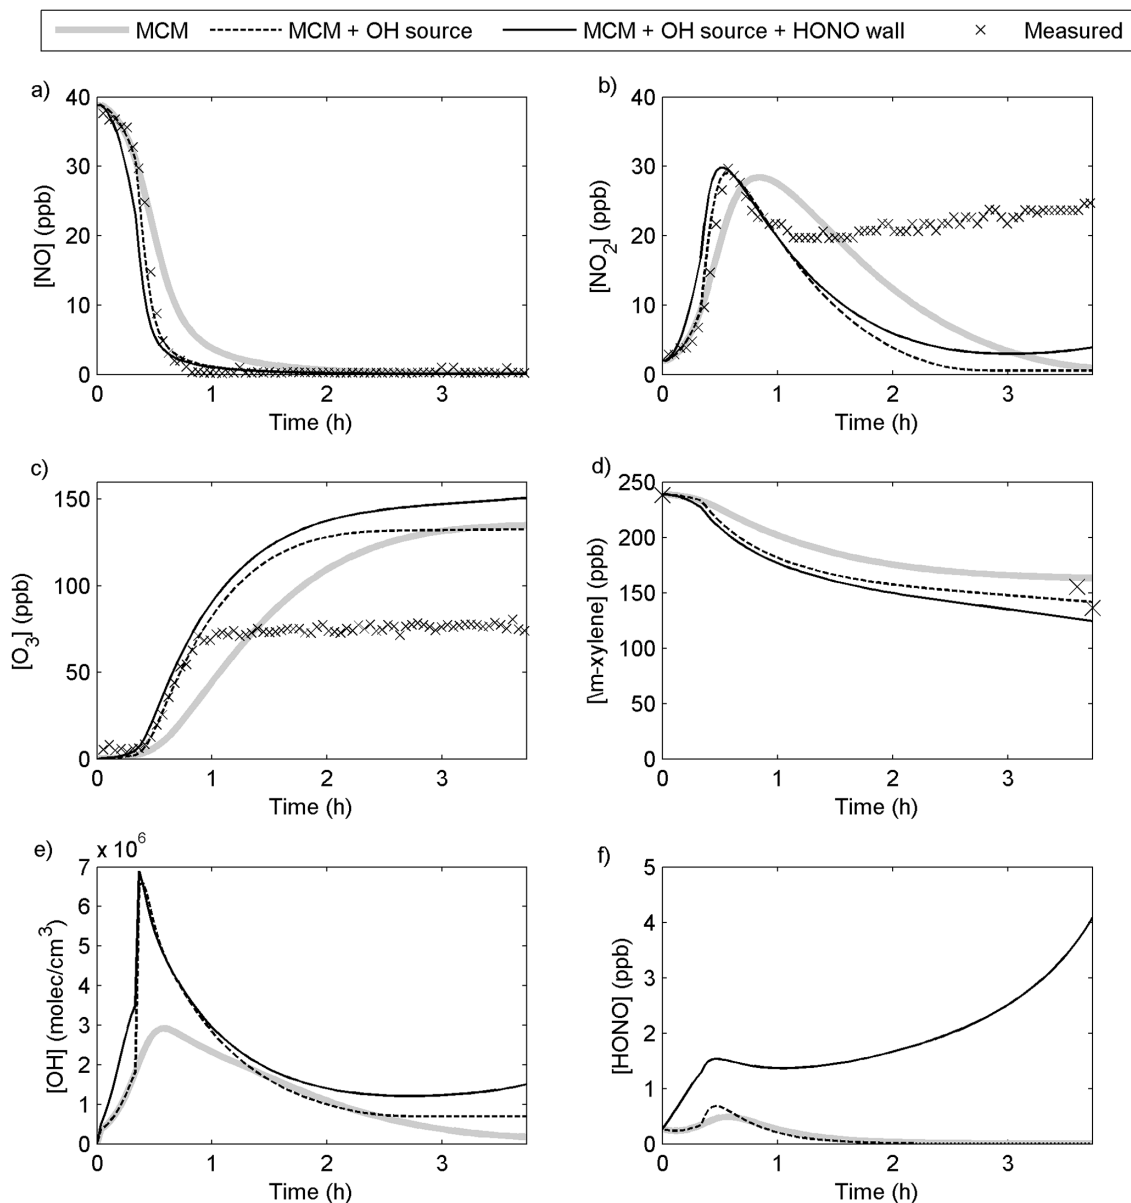 MCM MCM + OH source MCM + OH source + HONO wall Measured
a) b)
40 30 20 10 0
[NO] (ppb)
0 1 2 3
Time (h)
40 30 20 10 0
[NO2] (ppb)
0 1 2 3
Time (h)
c) d)
150 100 50 0
[O3] (ppb)
0 1 2 3
Time (h)
250 200 150 100 50 0
[\m-xylene] (ppb)
0 1 2 3
Time (h)
e) f)
x 10^6
7 6 5 4 3 2 1 0
[OH] (molec/cm^3)
0 1 2 3
Time (h)
5 4 3 2 1 0
[HONO] (ppb)
0 1 2 3
Time (h)